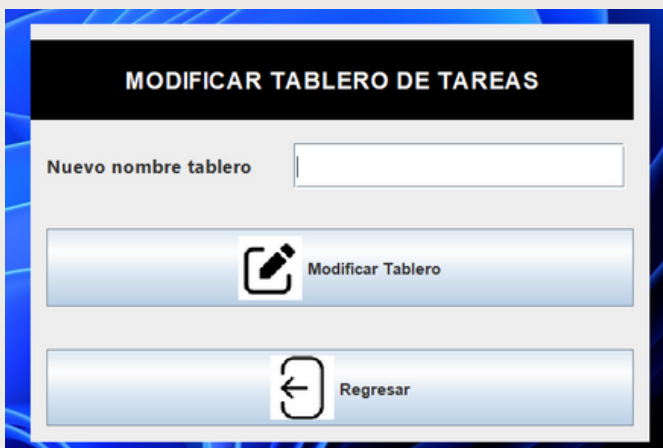 MODIFICAR TABLERO DE TAREAS
Nuevo nombre tablero
Modificar Tablero
Regresar